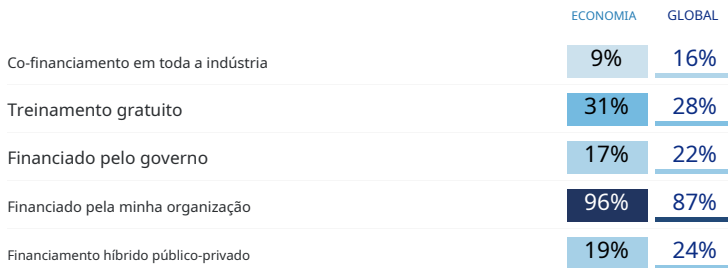 ECONOMIA GLOBAL
Co-financiamento em toda a indústria 9% 16%
Treinamento gratuito 31% 28%
Financiado pelo governo 17% 22%
Financiado pela minha organização 96% 87%
Financiamento híbrido público-privado 19% 24%